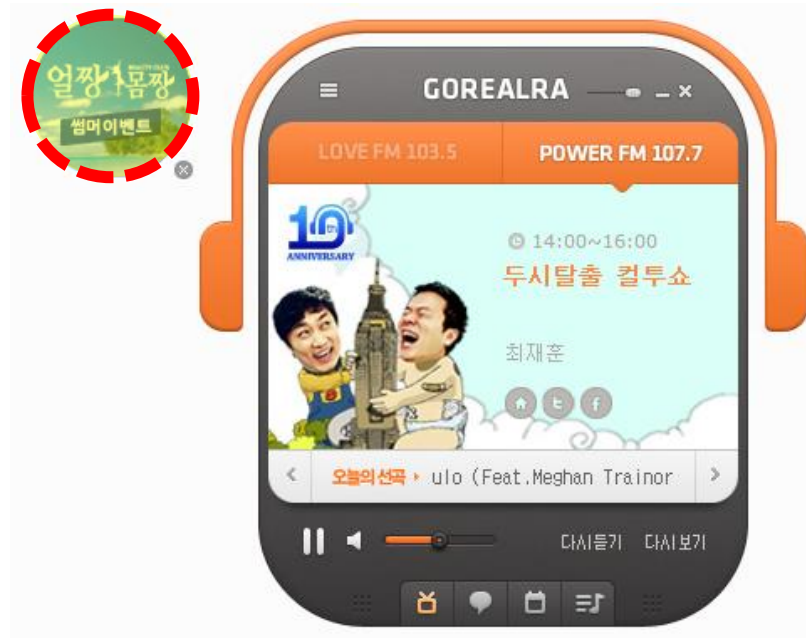 얼짱몸짱
썸머이벤트
GOREALRA
LOVE FM 103.5
POWER FM 107.7
10th
ANNIVERSARY
14:00~16:00
두시탈출 컬투쇼
최재훈
오늘의 선곡 ulo (Feat.Meghan Trainor
다시듣기 다시보기